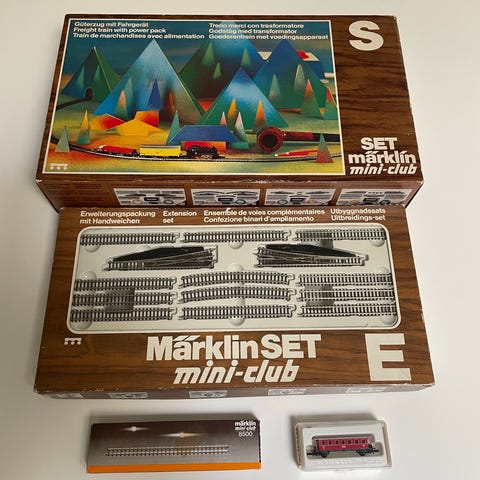 Güterzug mit Fahrgerät
Freight train with power pack
Train de marchandises avec alimentation
Treno merci con trasformatore
Godståg med transformator
Goederentrein met voedingsapparaat
S
SET
märklin
mini-club
Erweiterungspackung
mit Handweichen
Extension
set
Ensemble de voies complémentaires
Confezione binari d'ampliamento
Utbyggnadssats
Uitbreidings-set
Märklin SET
mini-club
E
märklin
mini-club
8500